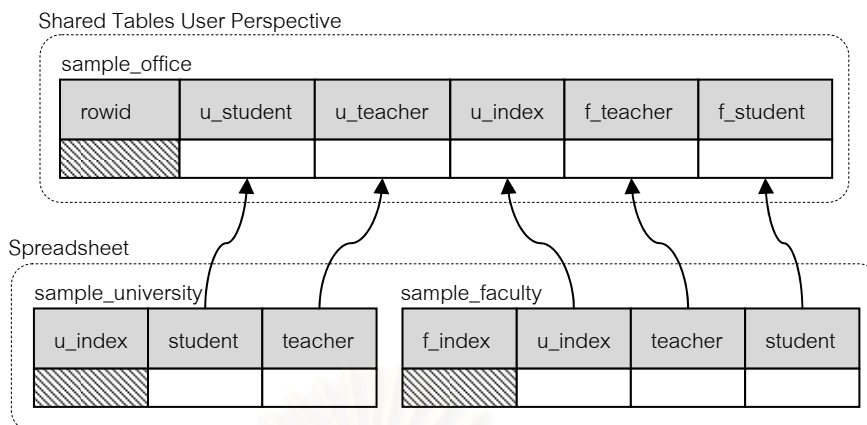 Shared Tables User Perspective
sample_office
rowid u_student u_teacher u_index f_teacher f_student
Spreadsheet
sample_university
u_index student teacher
sample_faculty
f_index u_index teacher student